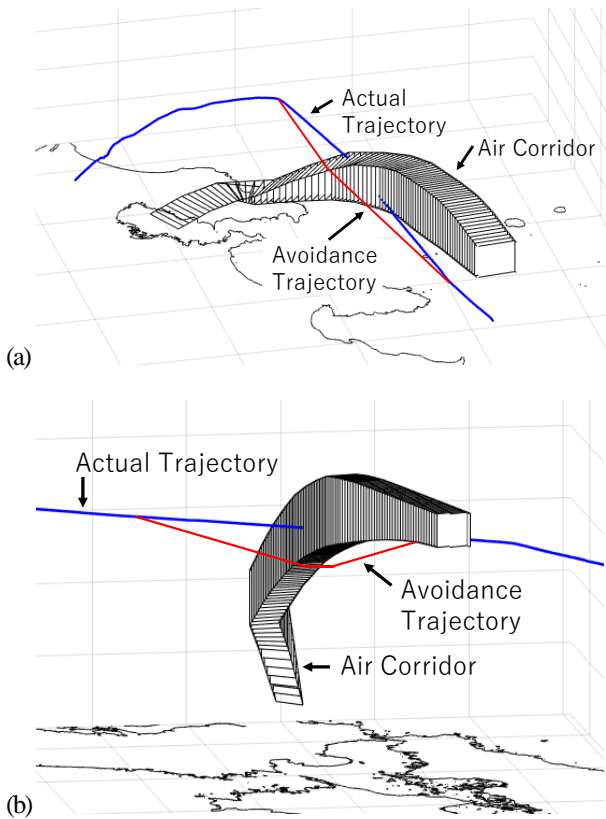 Actual
Trajectory
Air Corridor
Avoidance
Trajectory
(a)
Actual Trajectory
Avoidance
Trajectory
Air Corridor
(b)